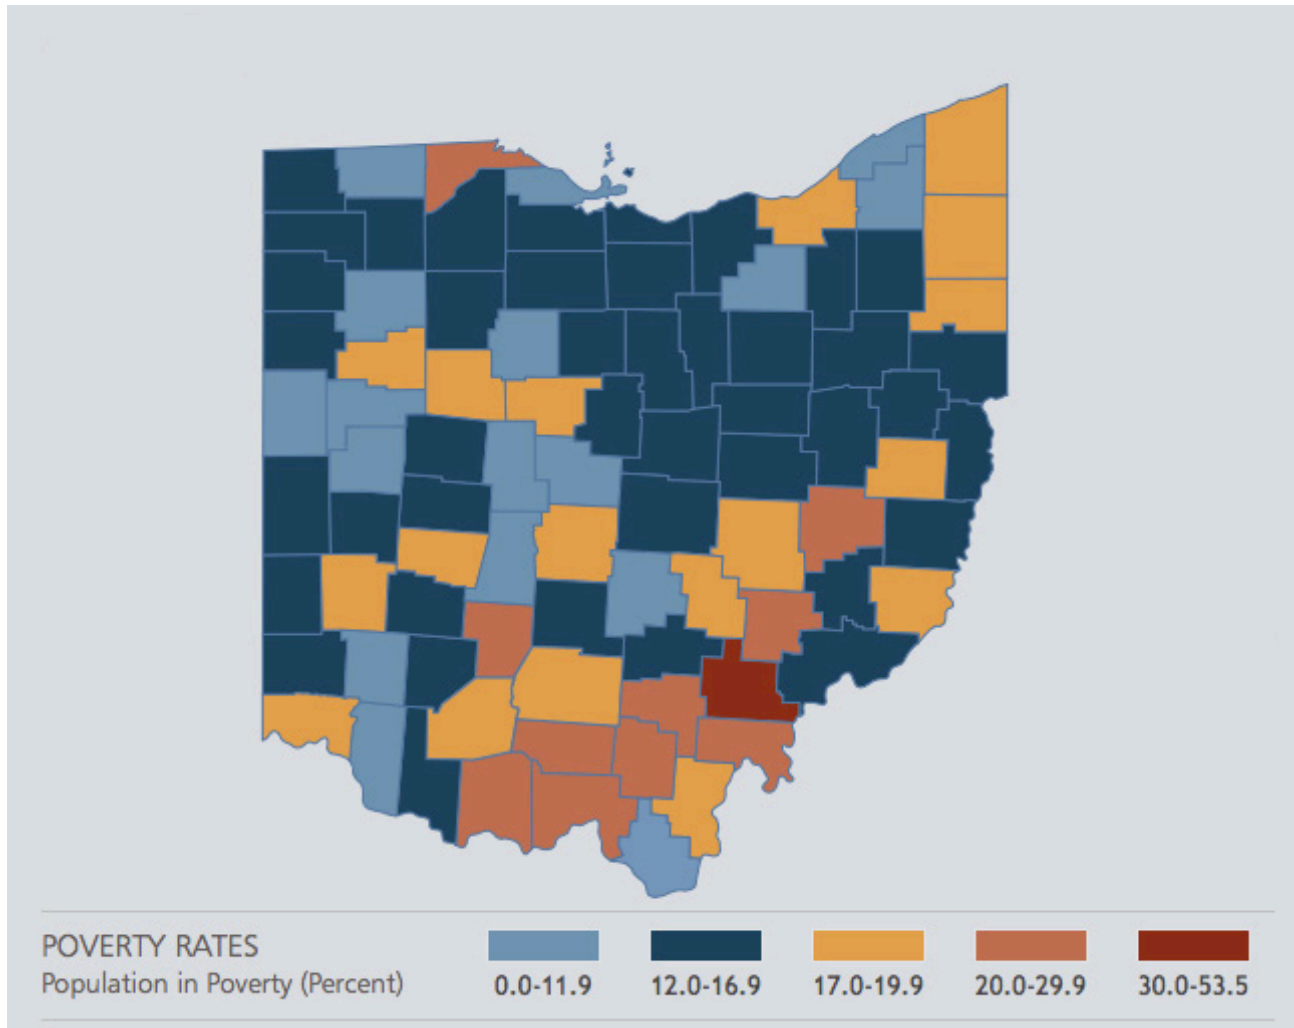 POVERTY RATES
Population in Poverty (Percent)
0.0-11.9
12.0-16.9
17.0-19.9
20.0-29.9
30.0-53.5